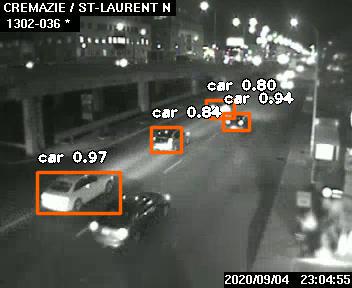 CREMAZIE / ST-LAURENT N
1302-036 *
car 0.80
car 0.94
car 0.84
car 0.97
2020/09/04 23:04:55